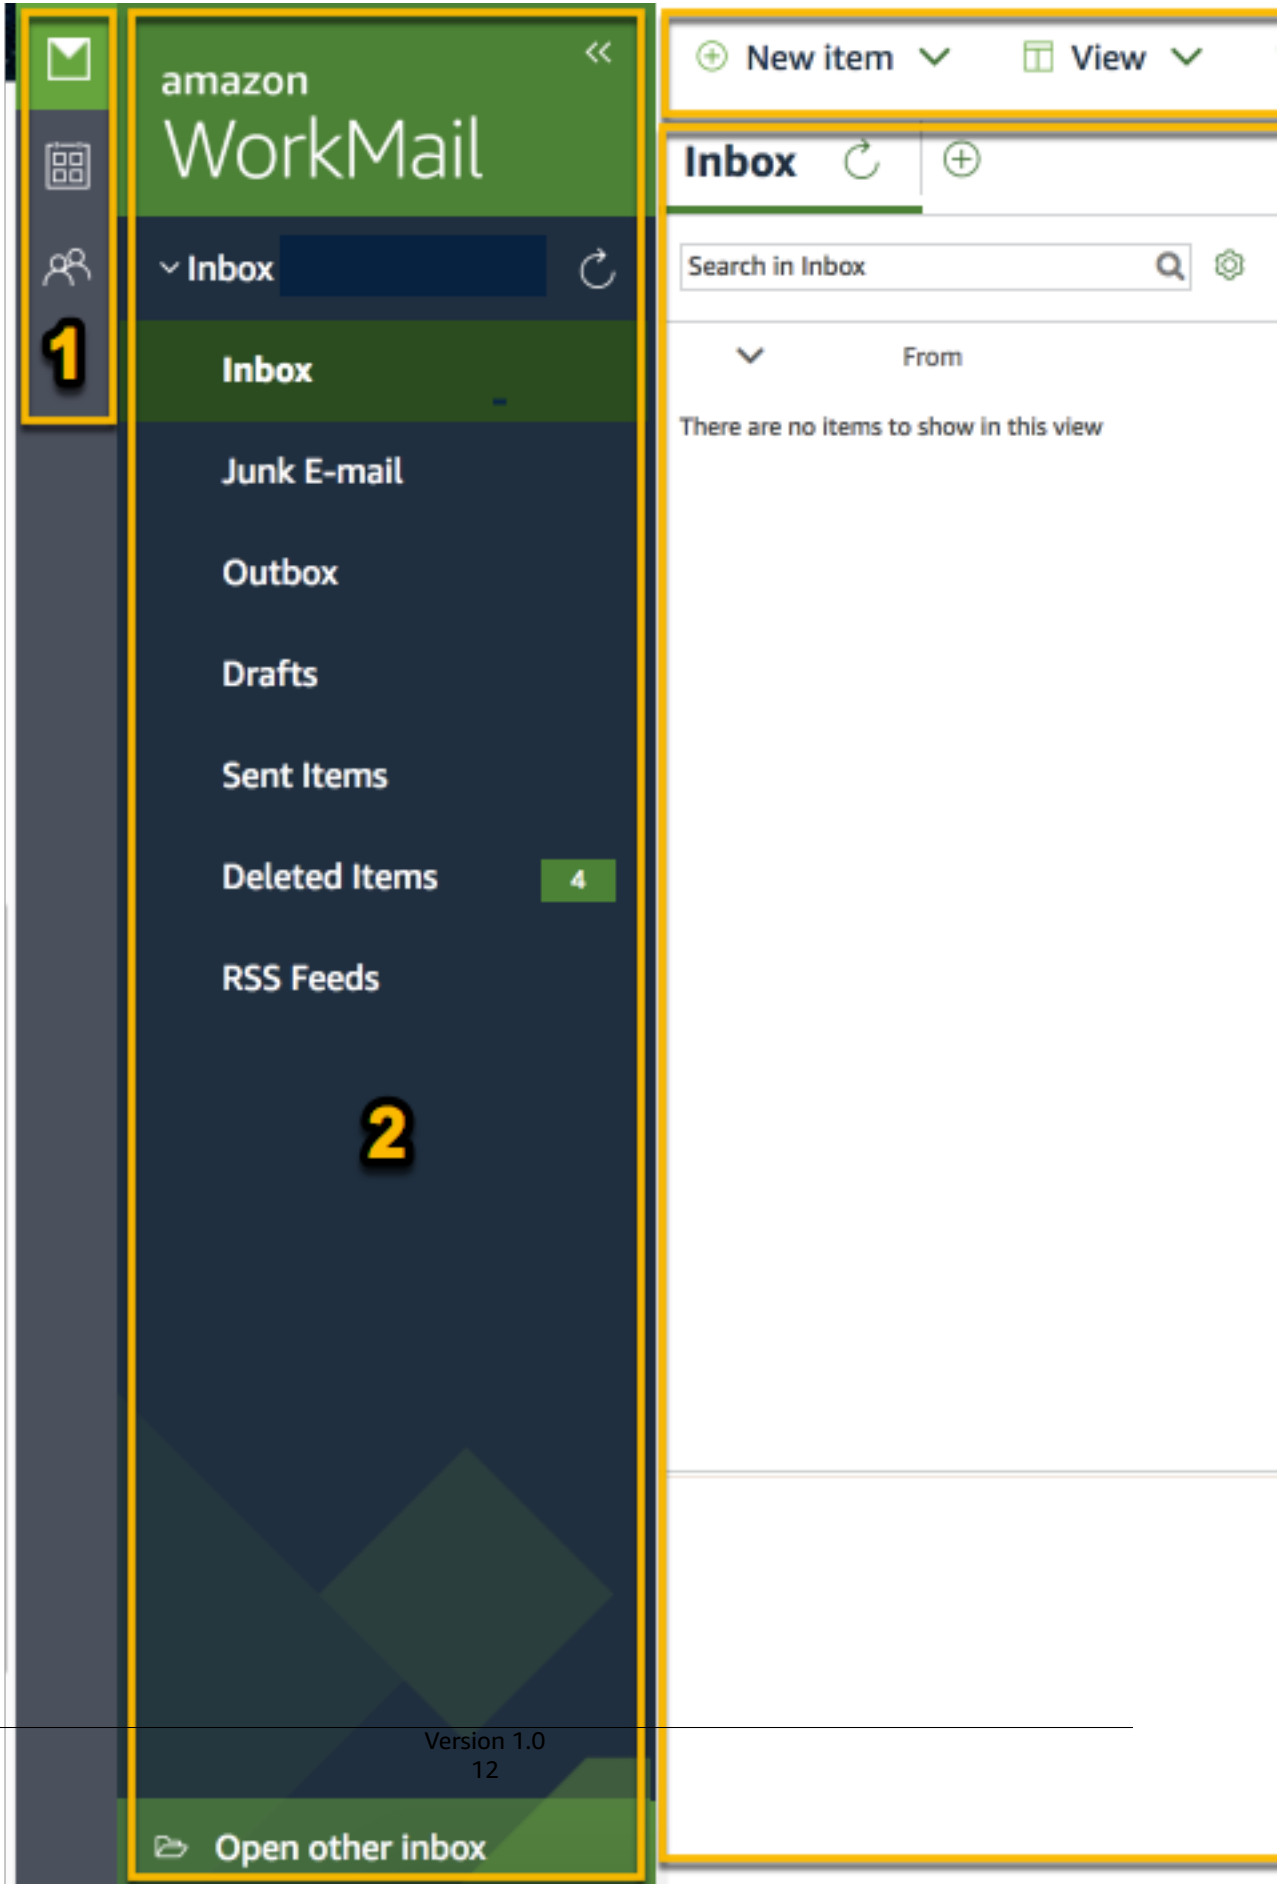 amazon
WorkMail
Inbox
Inbox
Junk E-mail
Outbox
Drafts
Sent Items
Deleted Items 4
RSS Feeds
Open other inbox
1
2
New item View
Inbox
Search in Inbox
From
There are no items to show in this view
Version 1.0
12